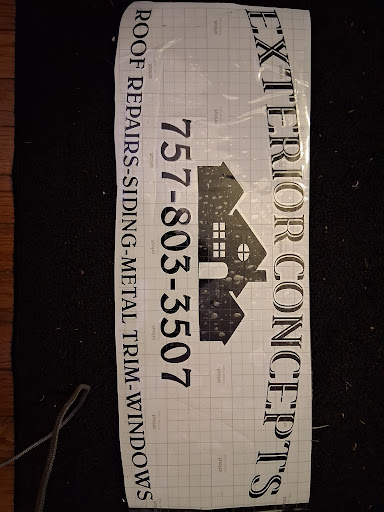 EXTERIOR CONCEPTS
757-803-3507
ROOF REPAIRS-SIDING-METAL TRIM-WINDOWS